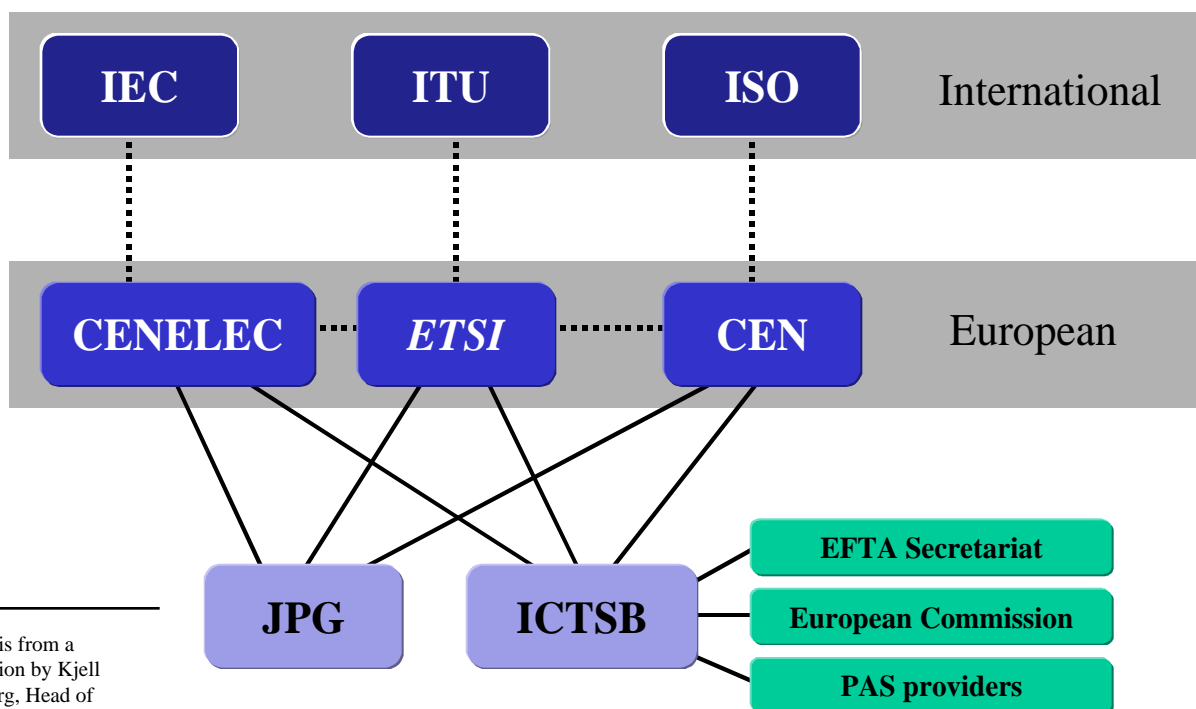 IEC
ITU
ISO
International
CENELEC
ETSI
CEN
European
JPG
ICTSB
EFTA Secretariat
European Commission
PAS providers
is from a
ion by Kjell
rg, Head of